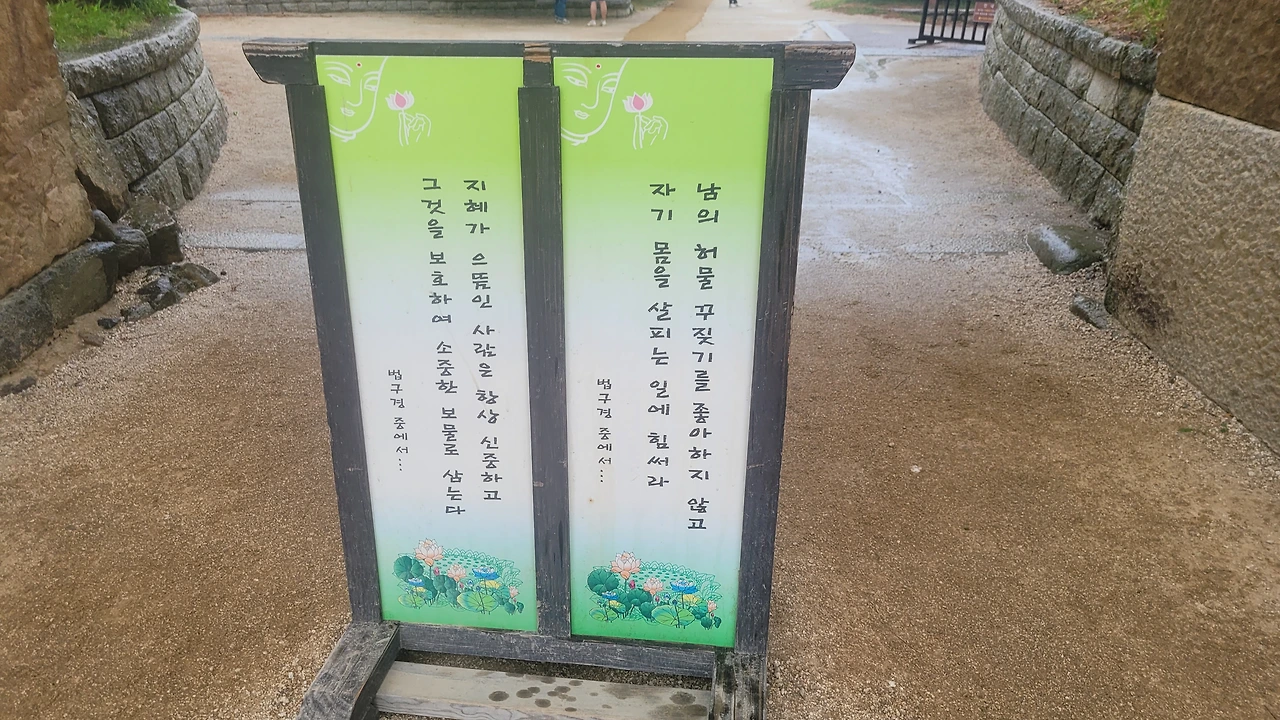 남의 허물 꾸짖기를 좋아하지 않고
자기 몸을 살피는 일에 힘써라
법구경 중에서…
지혜가 으뜸인 사람은 항상 신중하고
그것을 보호하여 소중한 보물로 삼는다
법구경 중에서…